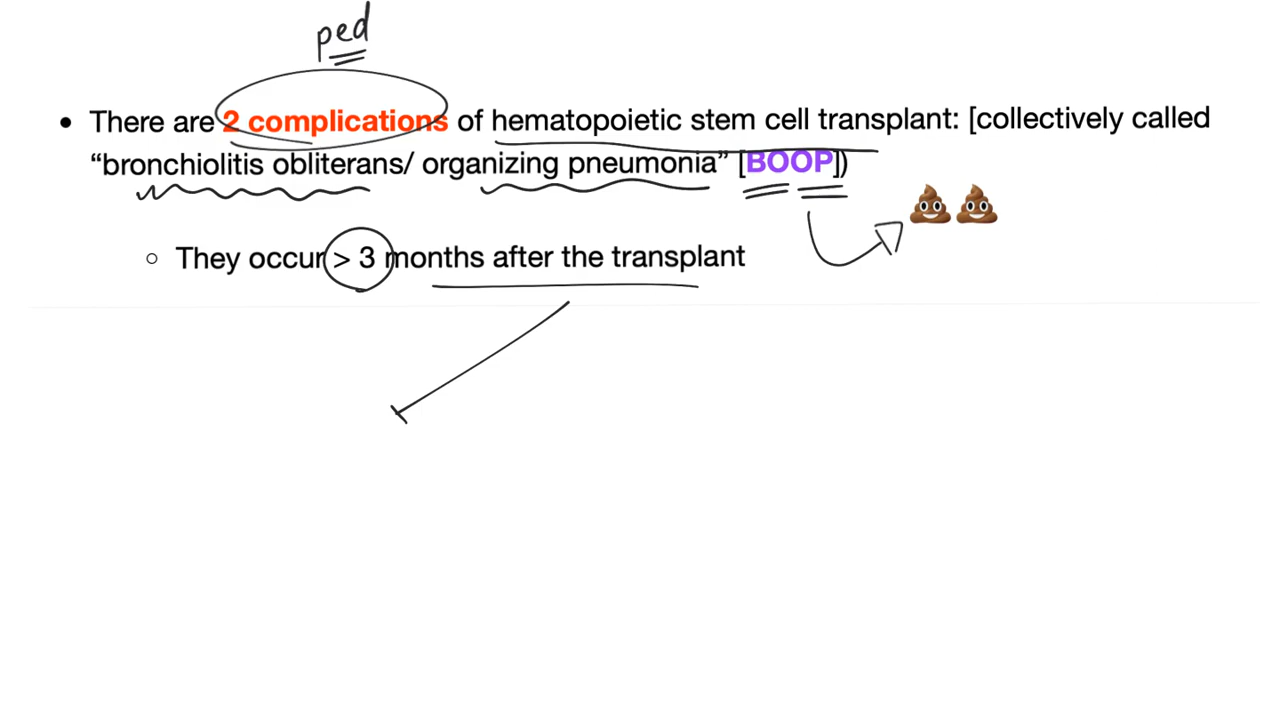 ped
• There are 2 complications of hematopoietic stem cell transplant: [collectively called
“bronchiolitis obliterans/ organizing pneumonia” [BOOP])
○ They occur > 3 months after the transplant